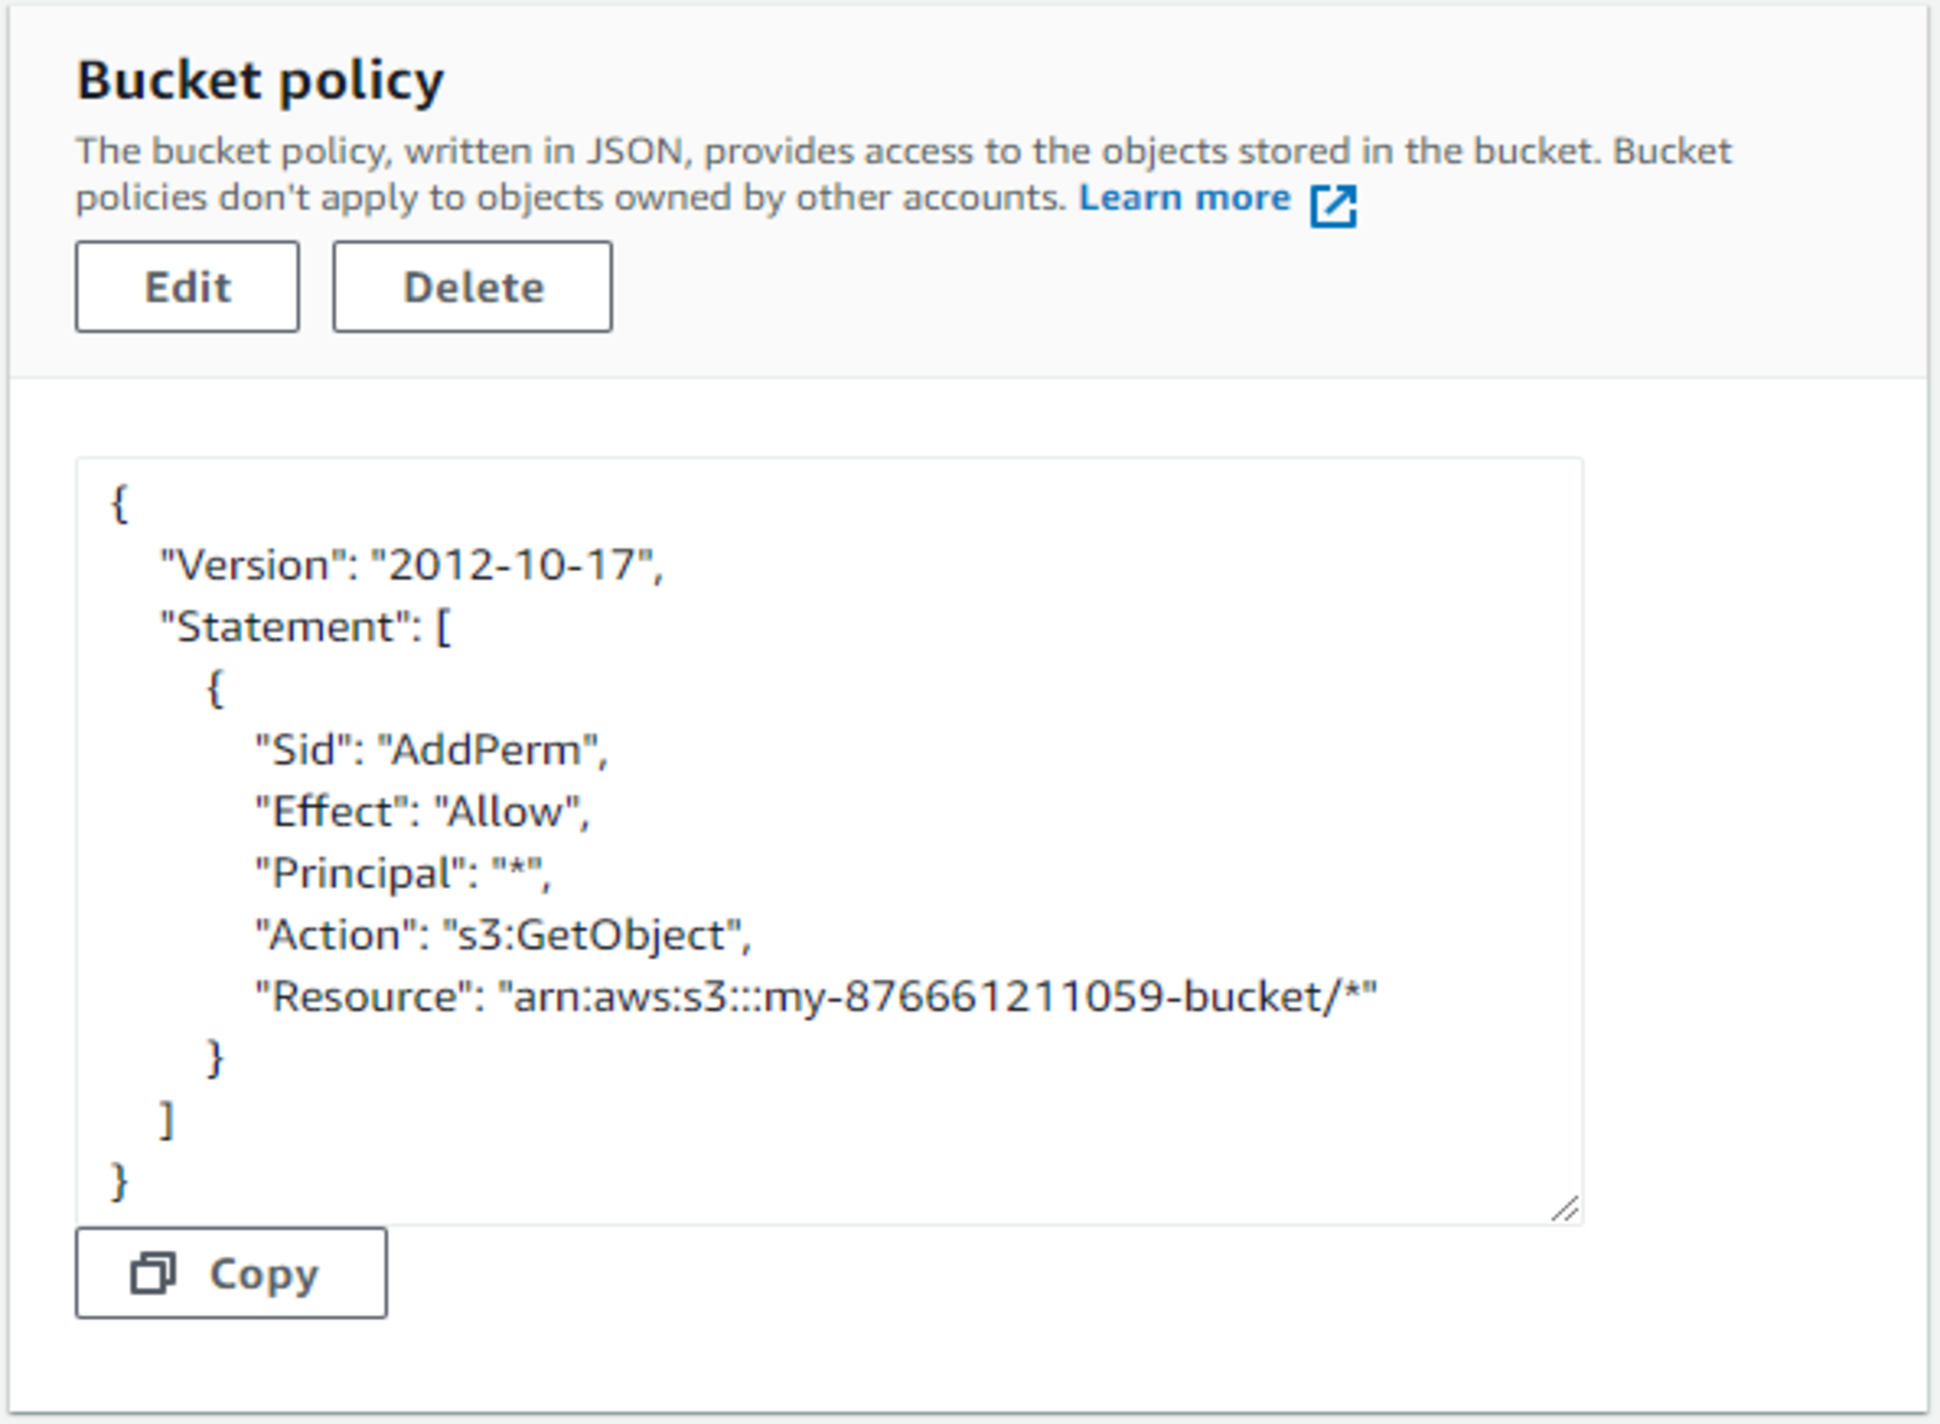 Bucket policy
The bucket policy, written in JSON, provides access to the objects stored in the bucket. Bucket
policies don't apply to objects owned by other accounts. Learn more
Edit Delete
{
"Version": "2012-10-17",
"Statement": [
{
"Sid": "AddPerm",
"Effect": "Allow",
"Principal": "*",
"Action": "s3:GetObject",
"Resource": "arn:aws:s3:::my-876661211059-bucket/*"
}
]
}
Copy